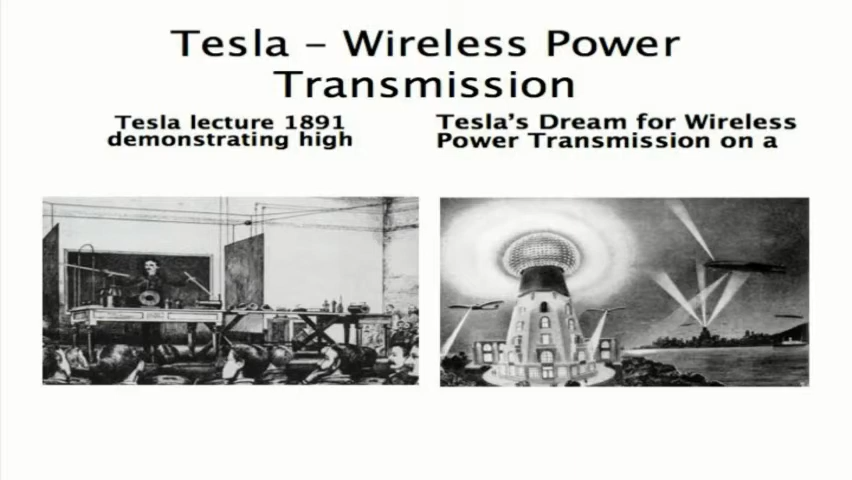 Tesla – Wireless Power
Transmission
Tesla lecture 1891
demonstrating high
Tesla's Dream for Wireless
Power Transmission on a